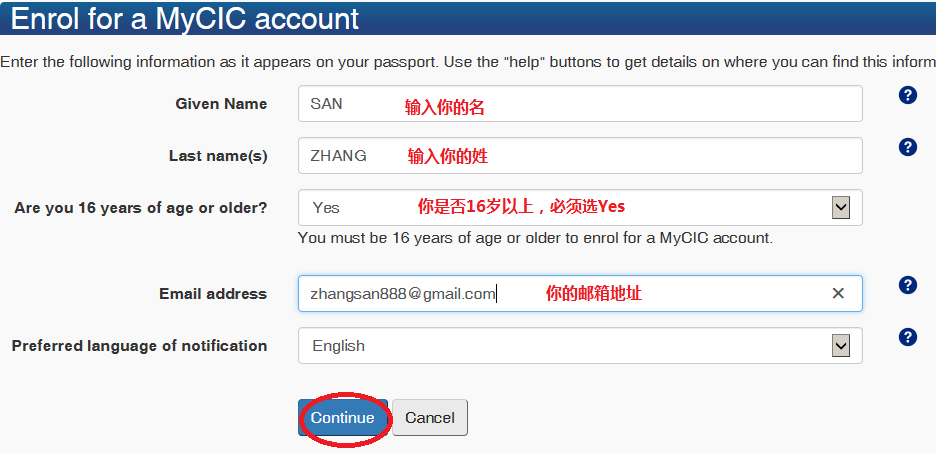 Enrol for a MyCIC account
Enter the following information as it appears on your passport. Use the "help" buttons to get details on where you can find this inform
Given Name SAN 输入你的名 ?
Last name(s) ZHANG 输入你的姓 ?
Are you 16 years of age or older? Yes 你是否16岁以上，必须选Yes
You must be 16 years of age or older to enrol for a MyCIC account.
Email address zhangsan888@gmail.com 你的邮箱地址 ?
Preferred language of notification English ?
Continue Cancel